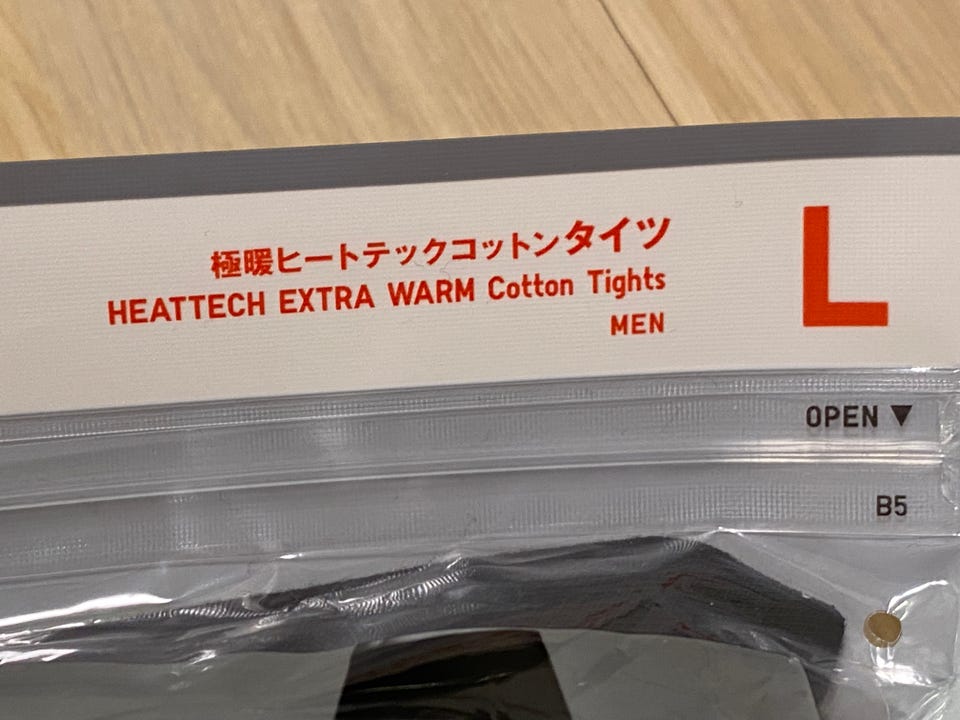 極暖ヒートテックコットンタイツ
HEATTECH EXTRA WARM Cotton Tights
MEN
L
OPEN ▼
B5